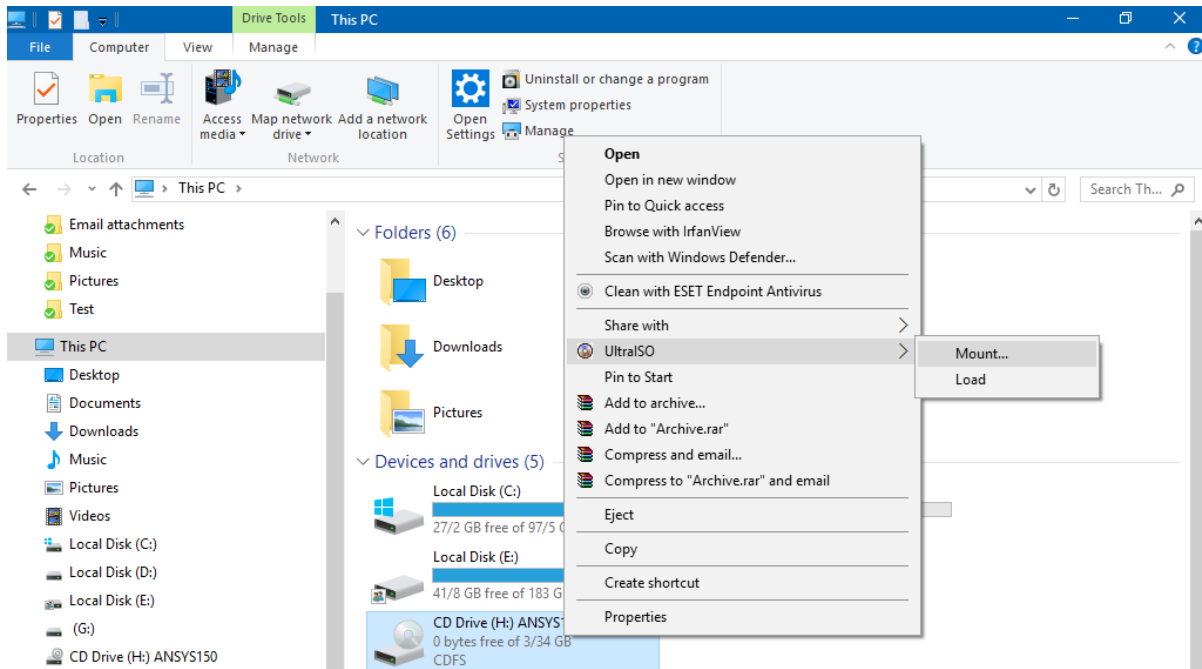 Drive Tools
This PC
File
Computer
View
Manage
Properties
Open
Rename
Access media
Map network drive
Add a network location
Open Settings
Uninstall or change a program
System properties
Manage
Location
Network
S
This PC
Search Th...
Email attachments
Music
Pictures
Test
This PC
Desktop
Documents
Downloads
Music
Pictures
Videos
Local Disk (C:)
Local Disk (D:)
Local Disk (E:)
(G:)
CD Drive (H:) ANSYS150
Folders (6)
Desktop
Downloads
Pictures
Devices and drives (5)
Local Disk (C:)
27/2 GB free of 97/5 G
Local Disk (E:)
41/8 GB free of 183 G
CD Drive (H:) ANSYS
0 bytes free of 3/34 GB
CDFS
Open
Open in new window
Pin to Quick access
Browse with IrfanView
Scan with Windows Defender...
Clean with ESET Endpoint Antivirus
Share with
UltraISO
Pin to Start
Add to archive...
Add to "Archive.rar"
Compress and email...
Compress to "Archive.rar" and email
Eject
Copy
Create shortcut
Properties
Mount...
Load